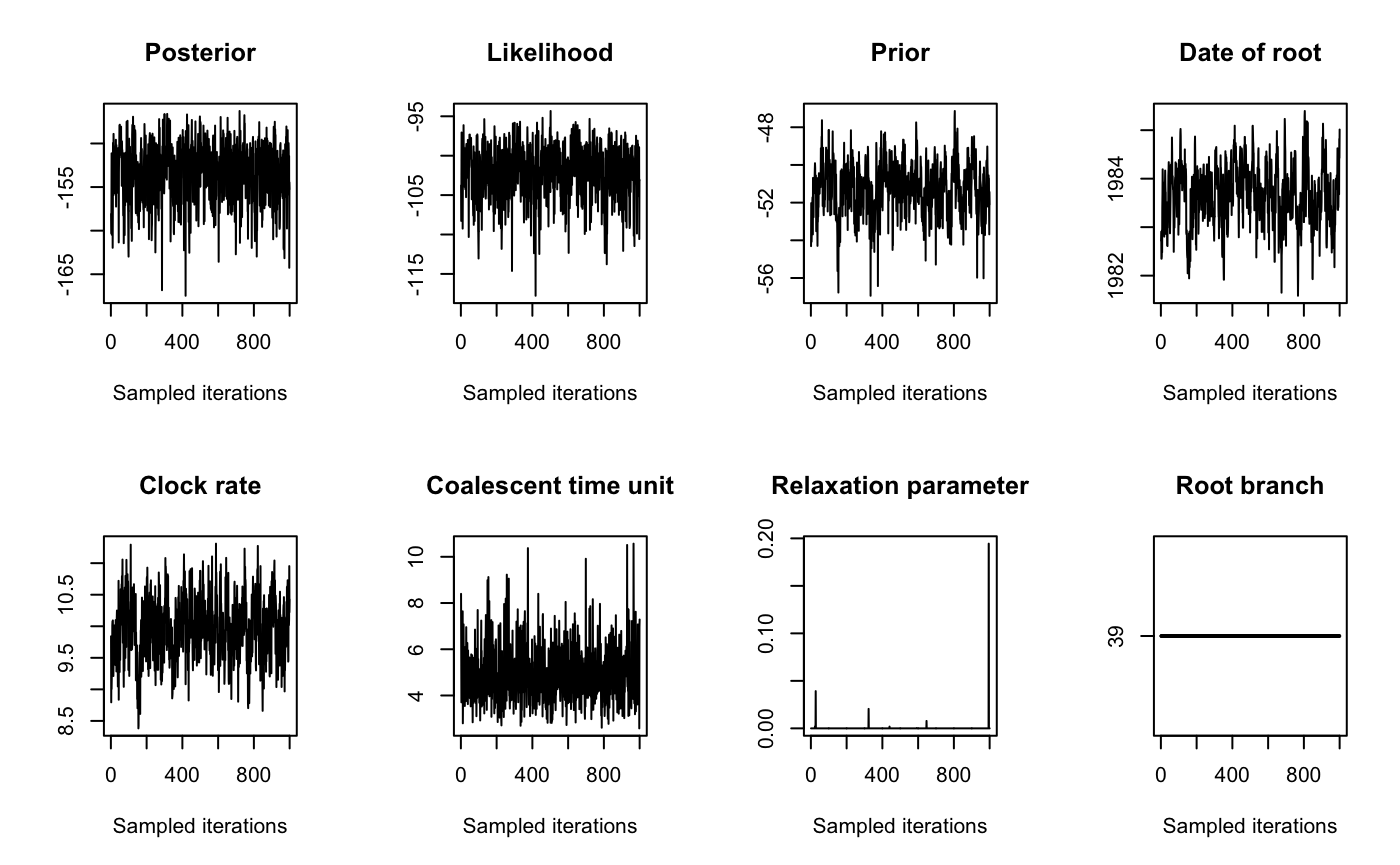 Posterior
-155
-165
0 400 800
Sampled iterations
Likelihood
-95
-105
-115
0 400 800
Sampled iterations
Prior
-48
-52
-56
0 400 800
Sampled iterations
Date of root
1984
1982
0 400 800
Sampled iterations
Clock rate
10.5
9.5
8.5
0 400 800
Sampled iterations
Coalescent time unit
10
8
6
4
0 400 800
Sampled iterations
Relaxation parameter
0.20
0.10
0.00
0 400 800
Sampled iterations
Root branch
39
0 400 800
Sampled iterations